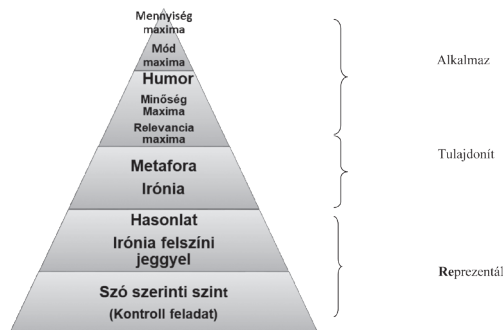 Mennyiség
maxima
Mód
maxima
Humor
Minőség
Maxima
Relevancia
maxima
Metafora
Irónia
Hasonlat
Irónia felszíni
jeggyel
Szó szerinti szint
(Kontroll feladat)
Alkalmaz
Tulajdonít
Reprezentál